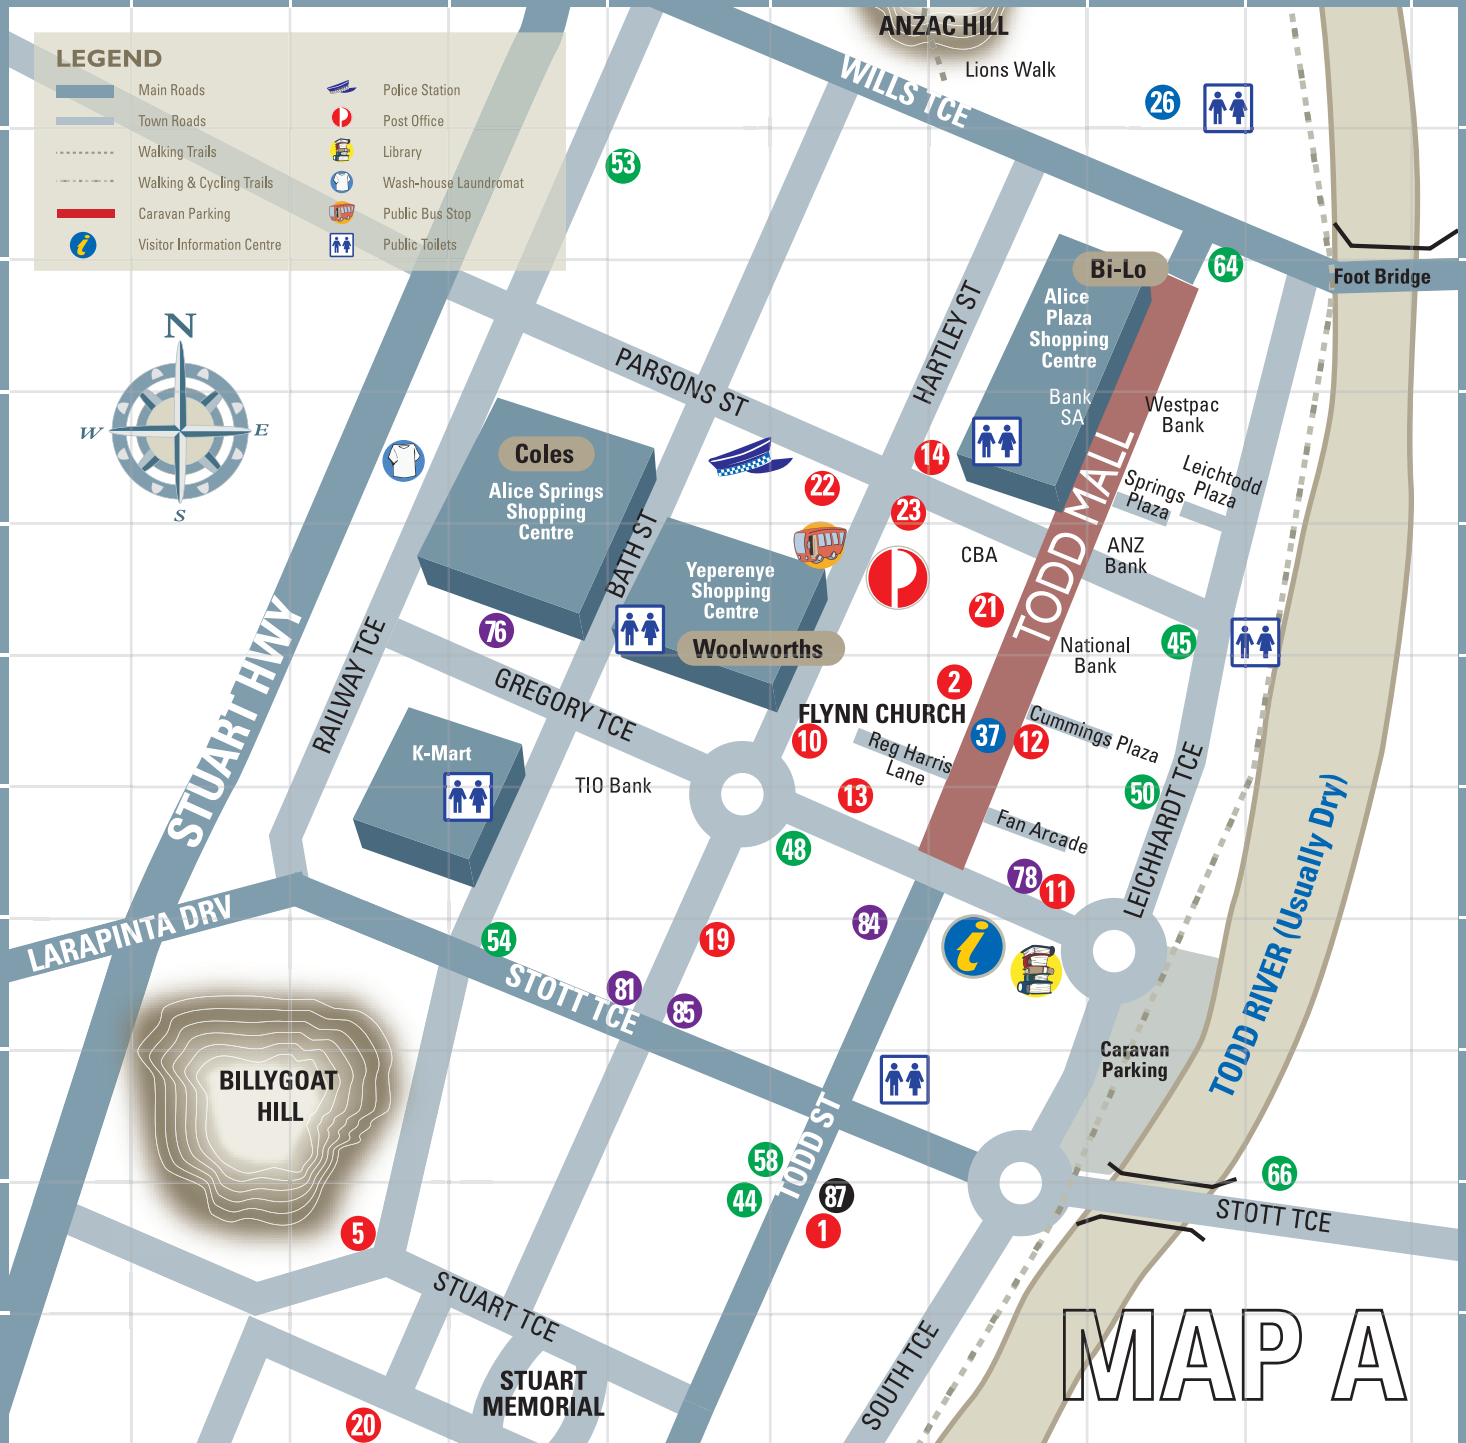 ANZAC HILL
Lions Walk
WILLS TCE
26
LEGEND
Main Roads
Town Roads
Walking Trails
Walking & Cycling Trails
Caravan Parking
i
Visitor Information Centre
Police Station
Post Office
Library
Wash-house Laundromat
Public Bus Stop
Public Toilets
53
64
Foot Bridge
Bi-Lo
Alice
Plaza
Shopping
Centre
Bank
SA
HARTLEY ST
N
W
E
S
PARSONS ST
Westpac
Bank
Leichtodd
Plaza
Springs
Plaza
Coles
Alice Springs
Shopping
Centre
14
22
23
TODD MALL
ANZ
Bank
CBA
BATH ST
Yeperenye
Shopping
Centre
Woolworths
21
76
45
National
Bank
STUART HWY
RAILWAY TCE
GREGORY TCE
2
FLYNN CHURCH
10
37
12
Cummings Plaza
Reg Harris
Lane
K-Mart
TIO Bank
13
50
LEICHHARDT TCE
Fan Arcade
48
78
11
TODD RIVER (Usually Dry)
LARAPINTA DRV
54
19
84
i
STOTT TCE
81
85
BILLYGOAT
HILL
Caravan
Parking
TODD ST
58
44
87
1
66
STOTT TCE
5
STUART TCE
STUART
MEMORIAL
SOUTH TCE
MAP A
20